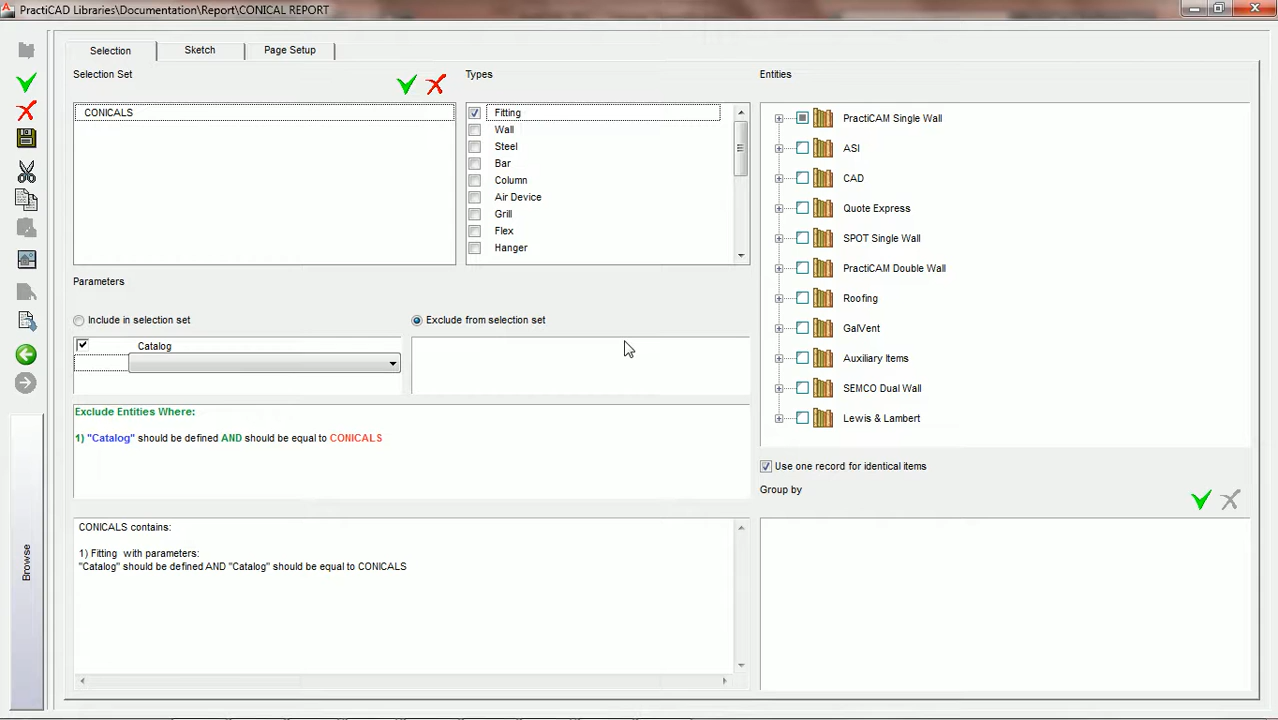 PractiCAD Libraries\Documentation\Report\CONICAL REPORT
Selection
Sketch
Page Setup
Selection Set
Types
Entities
CONICALS
Fitting
Wall
Steel
Bar
Column
Air Device
Grill
Flex
Hanger
PractiCAM Single Wall
ASI
CAD
Quote Express
SPOT Single Wall
PractiCAM Double Wall
Roofing
GalVent
Auxiliary Items
SEMCO Dual Wall
Lewis & Lambert
Parameters
Include in selection set
Exclude from selection set
Catalog
Exclude Entities Where:
1) "Catalog" should be defined AND should be equal to CONICALS
Use one record for identical items
Group by
CONICALS contains:
1) Fitting with parameters:
"Catalog" should be defined AND "Catalog" should be equal to CONICALS
Browse